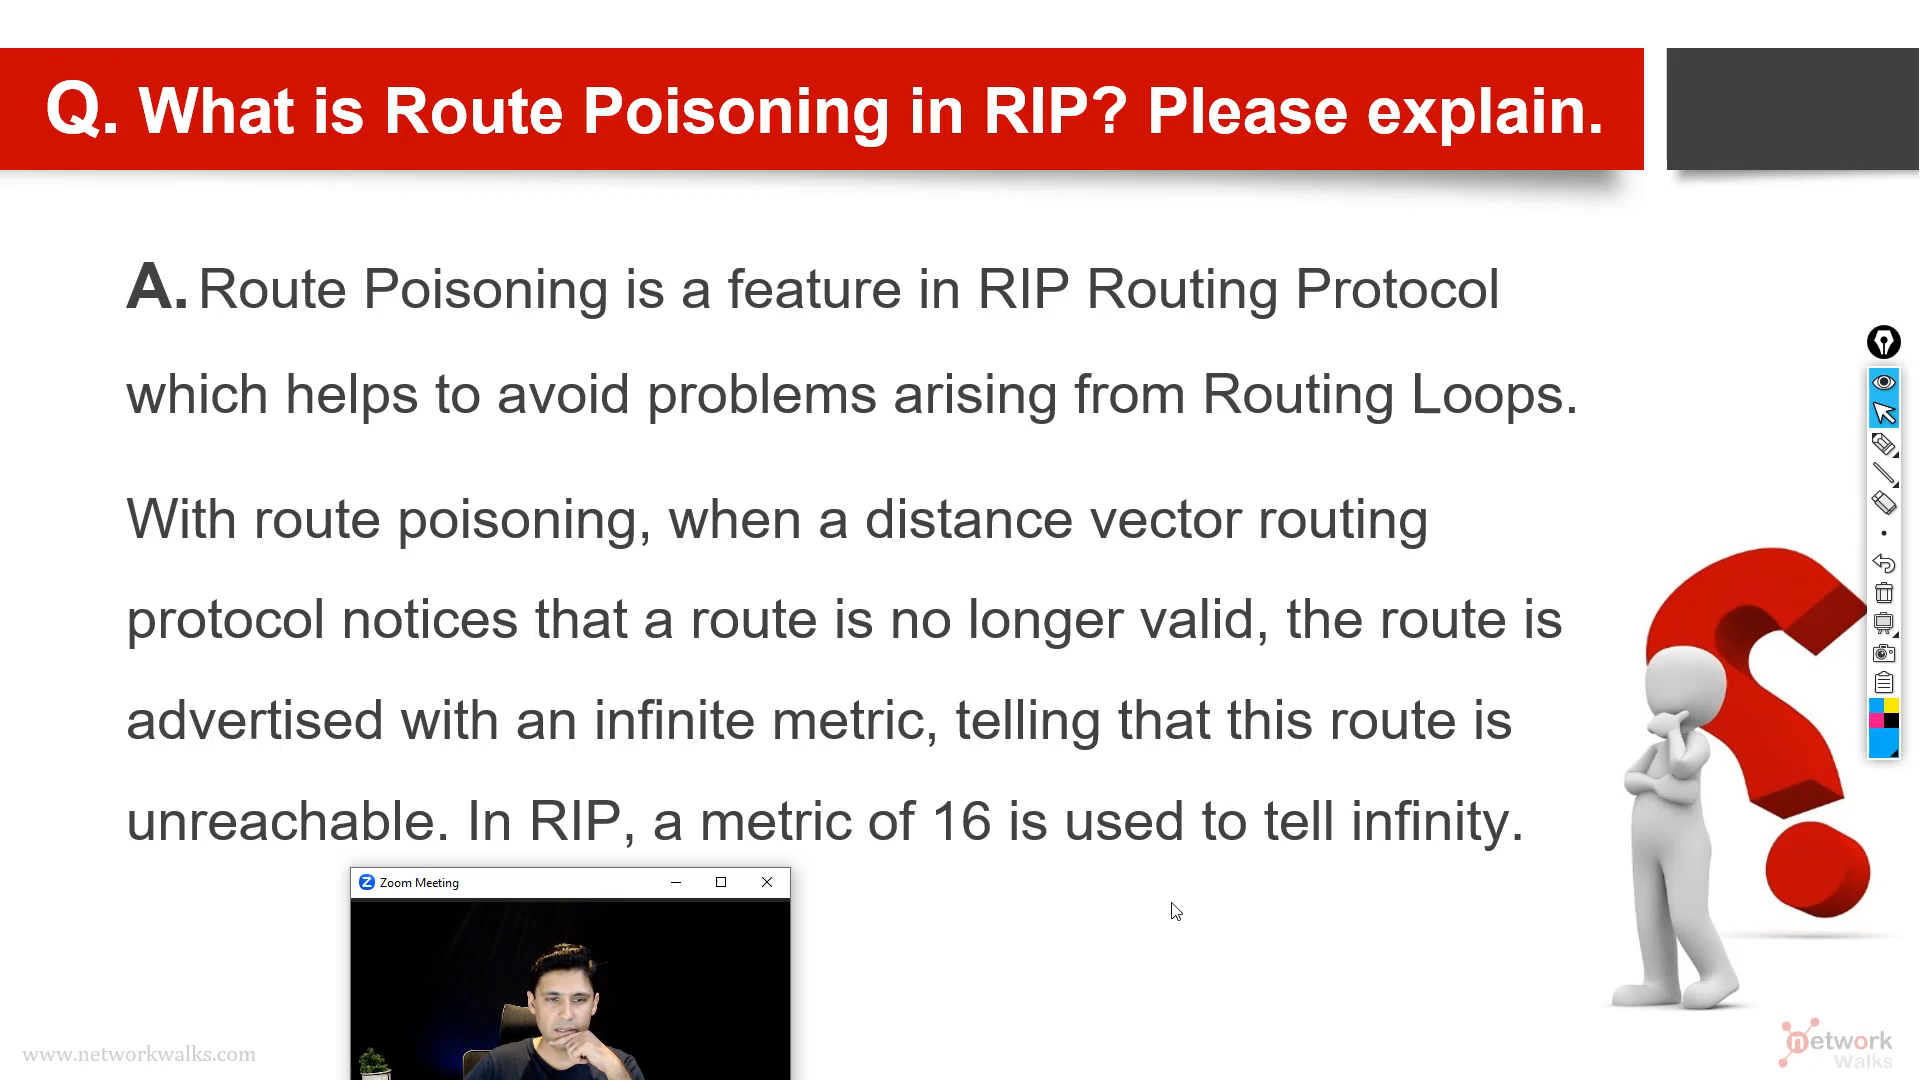 Q. What is Route Poisoning in RIP? Please explain.
A. Route Poisoning is a feature in RIP Routing Protocol
which helps to avoid problems arising from Routing Loops.
With route poisoning, when a distance vector routing
protocol notices that a route is no longer valid, the route is
advertised with an infinite metric, telling that this route is
unreachable. In RIP, a metric of 16 is used to tell infinity.
Zoom Meeting
www.networkwalks.com
network
Walks